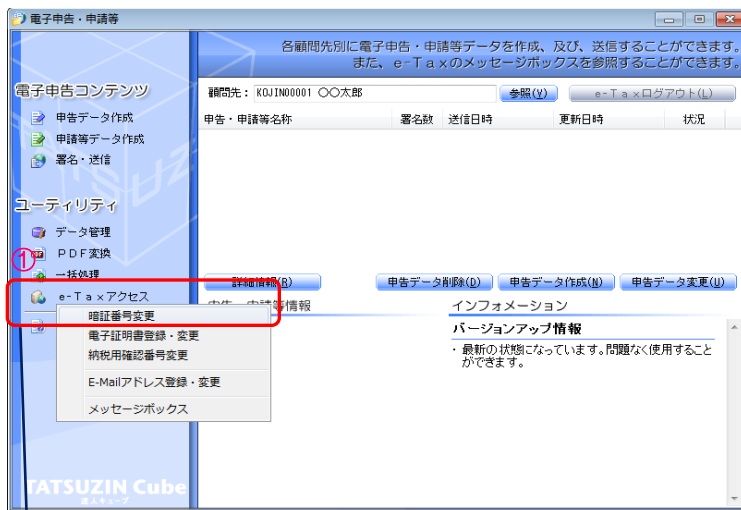 電子申告・申請等
各顧問先別に電子申告・申請等データを作成、及び、送信することができます。
また、e-Taxのメッセージボックスを参照することができます。
電子申告コンテンツ
申告データ作成
申請等データ作成
署名・送信
ユーティリティ
データ管理
PDF変換
一括処理
e-Taxアクセス
①
顧問先： KOJIN00001 〇〇太郎 参照(V) e-Taxログアウト(L)
申告・申請等名称 署名数 送信日時 更新日時 状況
詳細情報(R) 申告データ削除(D) 申告データ作成(N) 申告データ変更(U)
申告・申請等情報
インフォメーション
バージョンアップ情報
・最新の状態になっています。問題なく使用すること
ができます。
暗証番号変更
電子証明書登録・変更
納税用確認番号変更
E-Mailアドレス登録・変更
メッセージボックス
TATSUZIN Cube
達人キューブ